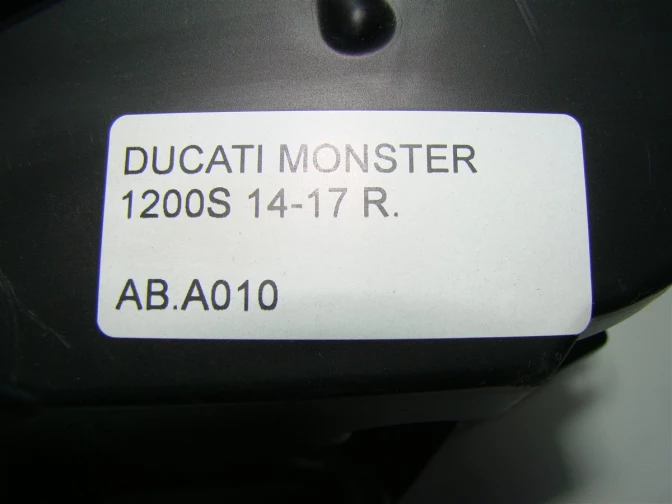 DUCATI MONSTER
1200S 14-17 R.
AB.A010